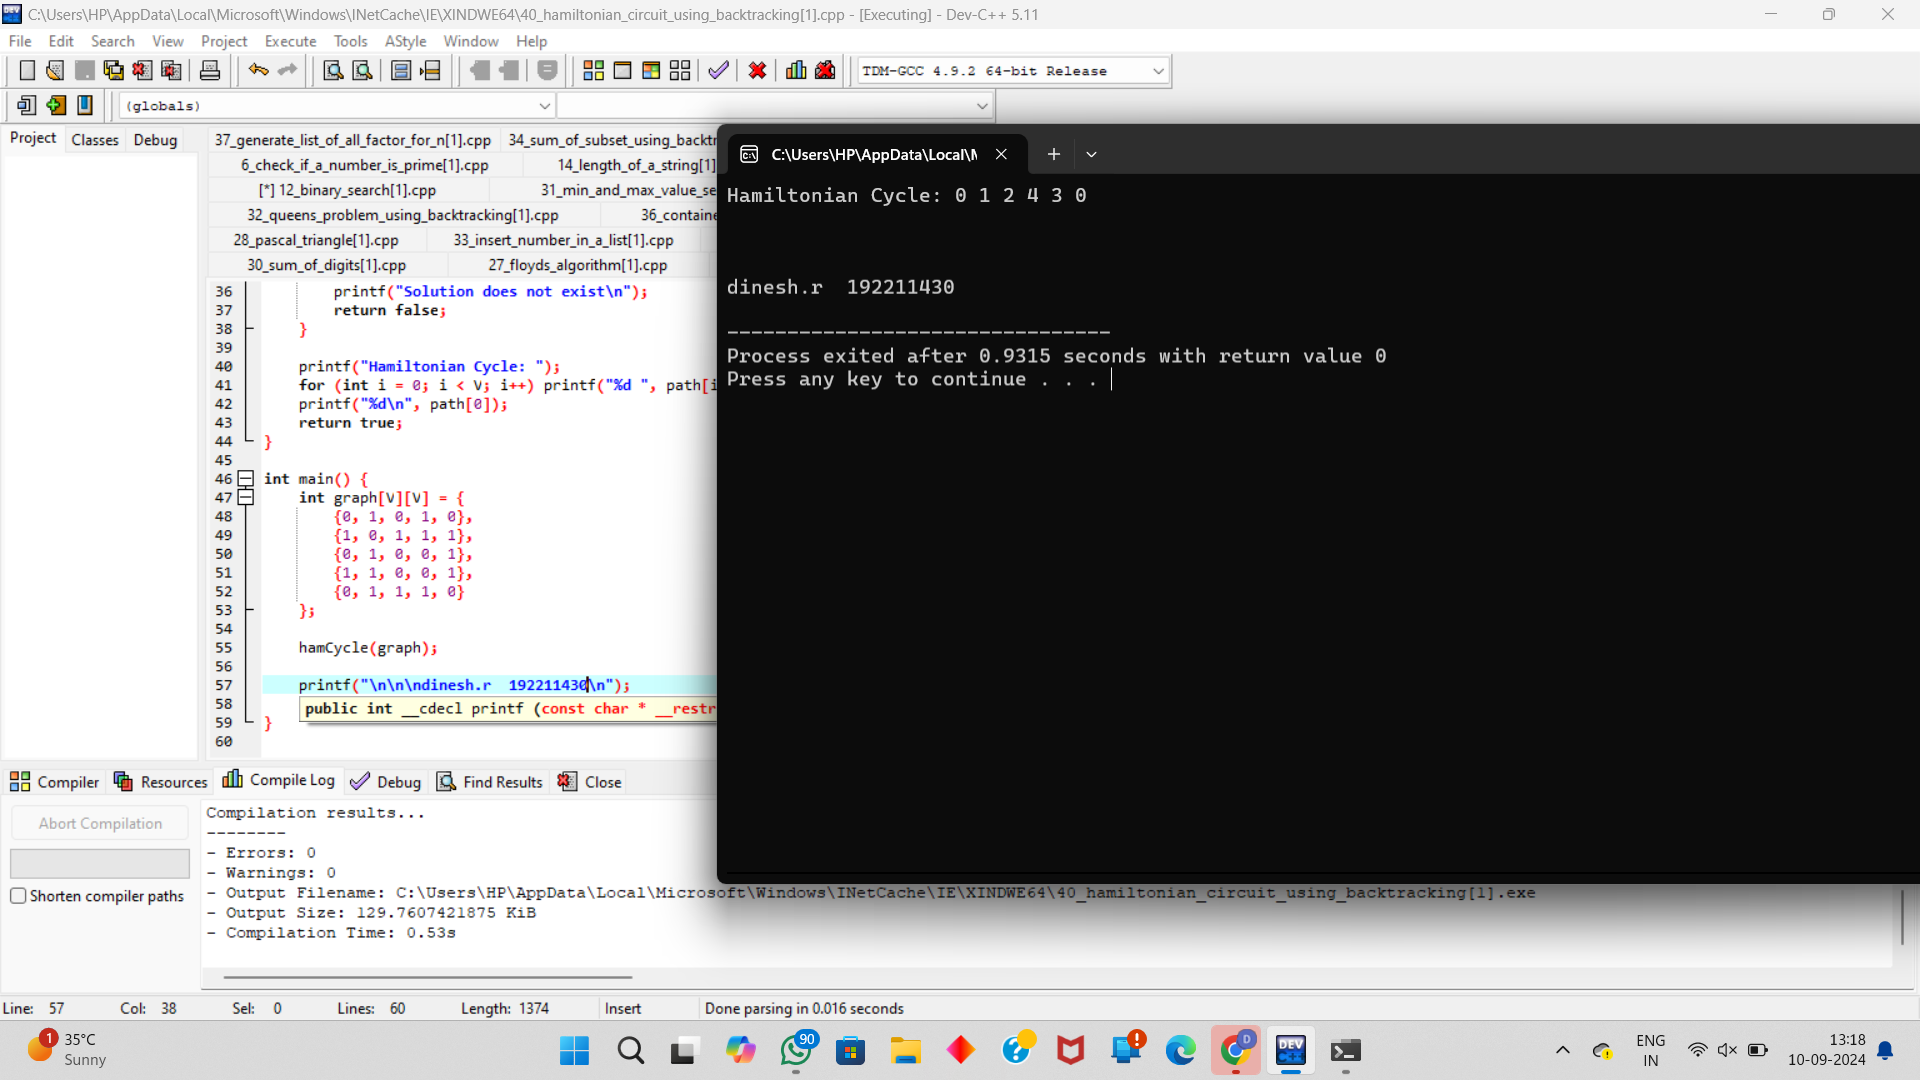 C:\Users\HP\AppData\Local\Microsoft\Windows\INetCache\IE\XINDWE64\40_hamiltonian_circuit_using_backtracking[1].cpp - [Executing] - Dev-C++ 5.11
File Edit Search View Project Execute Tools AStyle Window Help
TDM-GCC 4.9.2 64-bit Release
(globals)
Project Classes Debug
37_generate_list_of_all_factor_for_n[1].cpp 34_sum_of_subset_using_backtr
6_check_if_a_number_is_prime[1].cpp 14_length_of_a_string[1]
[*] 12_binary_search[1].cpp 31_min_and_max_value_se
32_queens_problem_using_backtracking[1].cpp 36_containe
28_pascal_triangle[1].cpp 33_insert_number_in_a_list[1].cpp
30_sum_of_digits[1].cpp 27_floyds_algorithm[1].cpp
36 printf("Solution does not exist\n");
37 return false;
38 }
39
40 printf("Hamiltonian Cycle: ");
41 for (int i = 0; i < V; i++) printf("%d ", path[i
42 printf("%d\n", path[0]);
43 return true;
44 }
45
46 int main() {
47 int graph[V][V] = {
48 {0, 1, 0, 1, 0},
49 {1, 0, 1, 1, 1},
50 {0, 1, 0, 0, 1},
51 {1, 1, 0, 0, 1},
52 {0, 1, 1, 1, 0}
53 };
54
55 hamCycle(graph);
56
57 printf("\n\n\ndinesh.r  192211430\n");
58 public int __cdecl printf (const char * __restr
59 }
60
C:\Users\HP\AppData\Local\M
Hamiltonian Cycle: 0 1 2 4 3 0
dinesh.r  192211430
--------------------------------
Process exited after 0.9315 seconds with return value 0
Press any key to continue . . .
Compiler Resources Compile Log Debug Find Results Close
Abort Compilation
Shorten compiler paths
Compilation results...
--------
- Errors: 0
- Warnings: 0
- Output Filename: C:\Users\HP\AppData\Local\Microsoft\Windows\INetCache\IE\XINDWE64\40_hamiltonian_circuit_using_backtracking[1].exe
- Output Size: 129.7607421875 KiB
- Compilation Time: 0.53s
Line: 57 Col: 38 Sel: 0 Lines: 60 Length: 1374 Insert Done parsing in 0.016 seconds
1
35°C
Sunny
90
D
DEV
C++
ENG
IN
13:18
10-09-2024